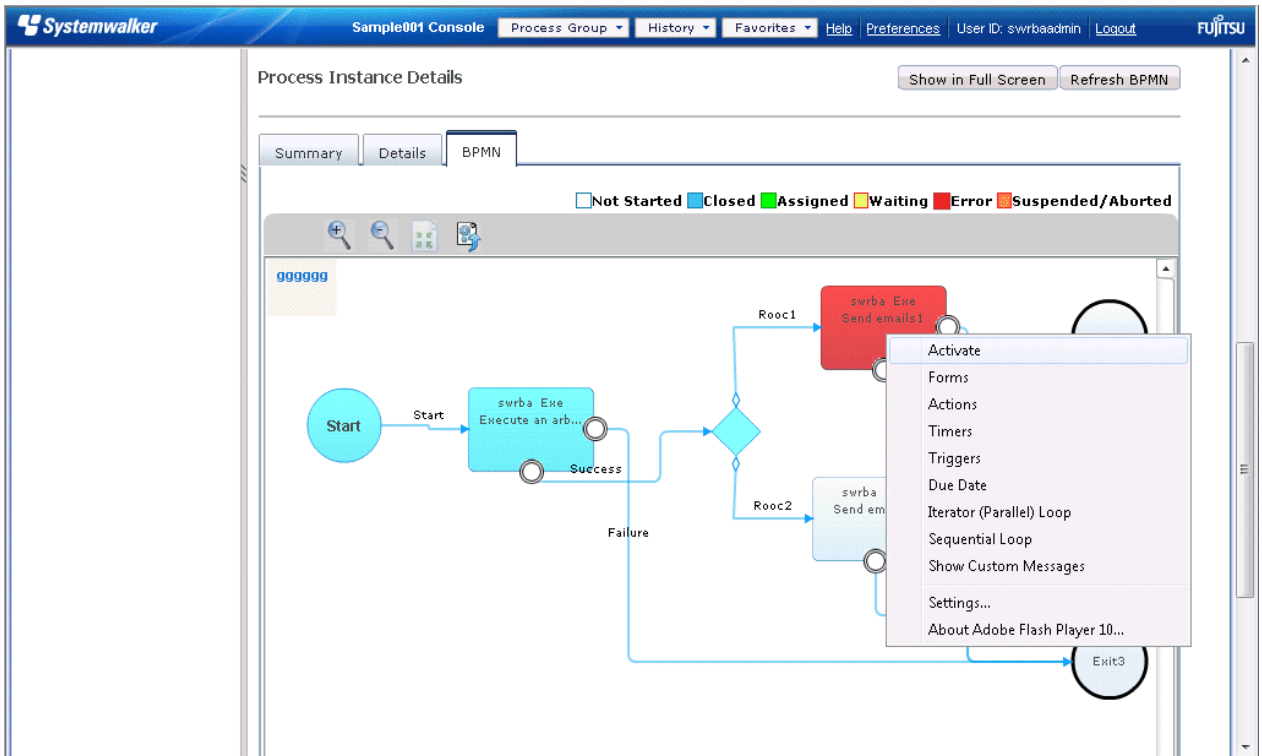 Systemwalker
Sample001 Console Process Group History Favorites Help Preferences User ID: swrbaadmin Logout FUJITSU
Process Instance Details
Show in Full Screen Refresh BPMN
Summary Details BPMN
Not Started Closed Assigned Waiting Error Suspended/Aborted
gggggg
swrba Exe
Send emails1
Rooc1
Activate
Forms
Actions
Timers
Triggers
Due Date
Iterator (Parallel) Loop
Sequential Loop
Show Custom Messages
Settings...
About Adobe Flash Player 10...
Start
Start
swrba Exe
Execute an arb...
Success
Failure
Rooc2
swrba
Send em
Exit3